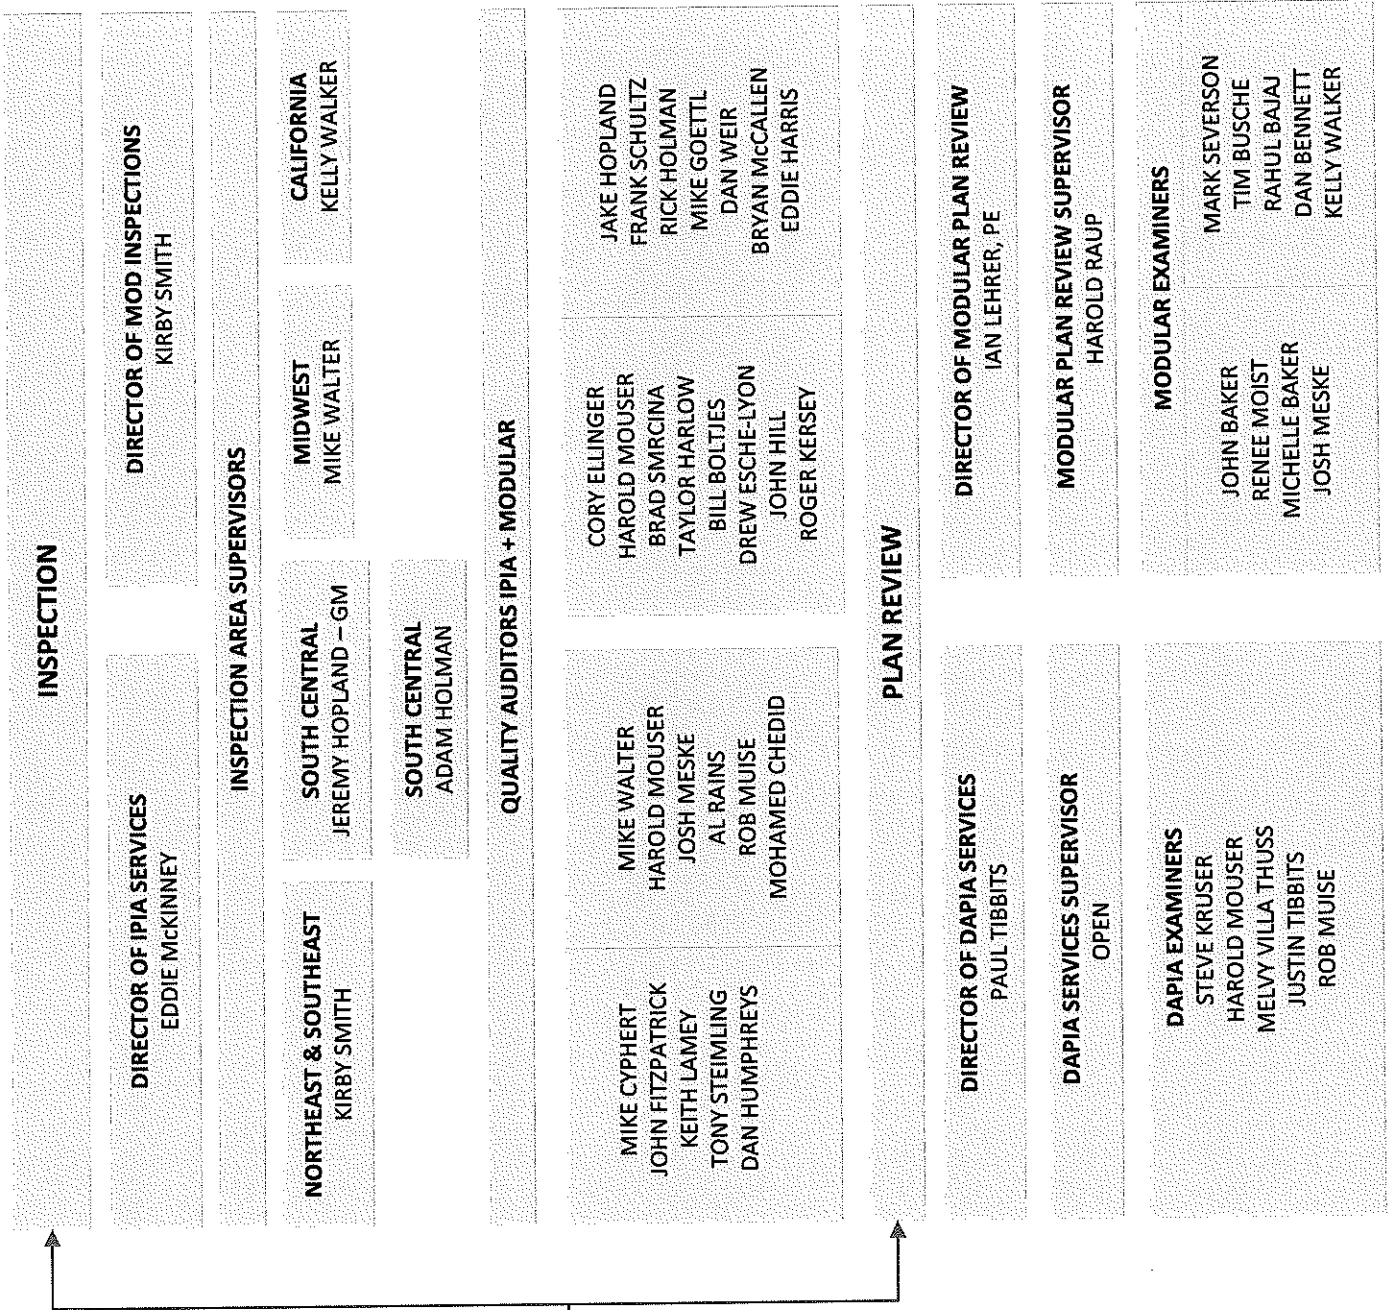 INSPECTION
DIRECTOR OF IPIA SERVICES
EDDIE McKINNEY
DIRECTOR OF MOD INSPECTIONS
KIRBY SMITH
INSPECTION AREA SUPERVISORS
NORTHEAST & SOUTHEAST
KIRBY SMITH
SOUTH CENTRAL
JEREMY HOPLAND – GM
MIDWEST
MIKE WALTER
CALIFORNIA
KELLY WALKER
SOUTH CENTRAL
ADAM HOLMAN
QUALITY AUDITORS IPIA + MODULAR
MIKE CYPHERT
JOHN FITZPATRICK
KEITH LAMEY
TONY STEIMLING
DAN HUMPHREYS
MIKE WALTER
HAROLD MOUSER
JOSH MESKE
AL RAINS
ROB MUISE
MOHAMED CHEDID
CORY ELLINGER
HAROLD MOUSER
BRAD SMRCINA
TAYLOR HARLOW
BILL BOLTJES
DREW ESCHE-LYON
JOHN HILL
ROGER KERSEY
JAKE HOPLAND
FRANK SCHULTZ
RICK HOLMAN
MIKE GOETTL
DAN WEIR
BRYAN McCALLEN
EDDIE HARRIS
PLAN REVIEW
DIRECTOR OF DAPIA SERVICES
PAUL TIBBITS
DIRECTOR OF MODULAR PLAN REVIEW
IAN LEHRER, PE
DAPIA SERVICES SUPERVISOR
OPEN
MODULAR PLAN REVIEW SUPERVISOR
HAROLD RAUP
DAPIA EXAMINERS
STEVE KRUSER
HAROLD MOUSER
MELVY VILLA THUSS
JUSTIN TIBBITS
ROB MUISE
MODULAR EXAMINERS
JOHN BAKER
RENEE MOIST
MICHELLE BAKER
JOSH MESKE
MARK SEVERSON
TIM BUSCHE
RAHUL BAJAJ
DAN BENNETT
KELLY WALKER